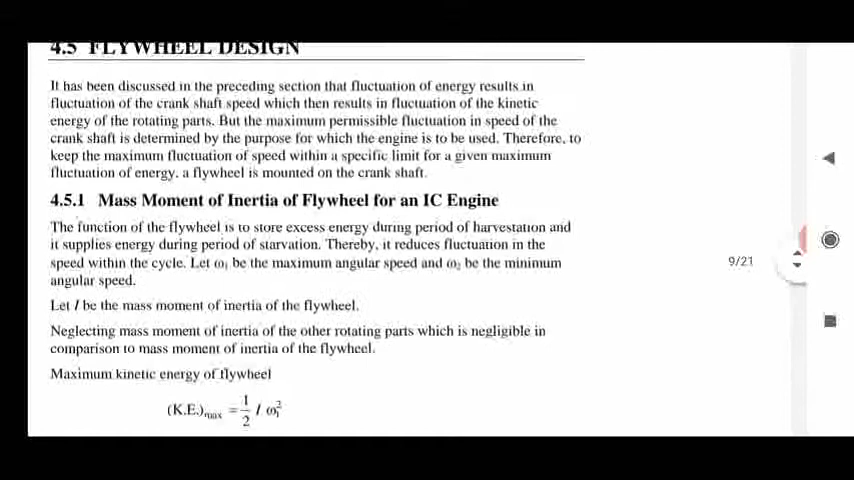 4.5 FLYWHEEL DESIGN
It has been discussed in the preceding section that fluctuation of energy results in
fluctuation of the crank shaft speed which then results in fluctuation of the kinetic
energy of the rotating parts. But the maximum permissible fluctuation in speed of the
crank shaft is determined by the purpose for which the engine is to be used. Therefore, to
keep the maximum fluctuation of speed within a specific limit for a given maximum
fluctuation of energy, a flywheel is mounted on the crank shaft.
4.5.1 Mass Moment of Inertia of Flywheel for an IC Engine
The function of the flywheel is to store excess energy during period of harvestation and
it supplies energy during period of starvation. Thereby, it reduces fluctuation in the
speed within the cycle. Let ω₁ be the maximum angular speed and ω₂ be the minimum
angular speed.
Let I be the mass moment of inertia of the flywheel.
Neglecting mass moment of inertia of the other rotating parts which is negligible in
comparison to mass moment of inertia of the flywheel.
Maximum kinetic energy of flywheel
(K.E.)max = 1/2 I ω₁²
9/21